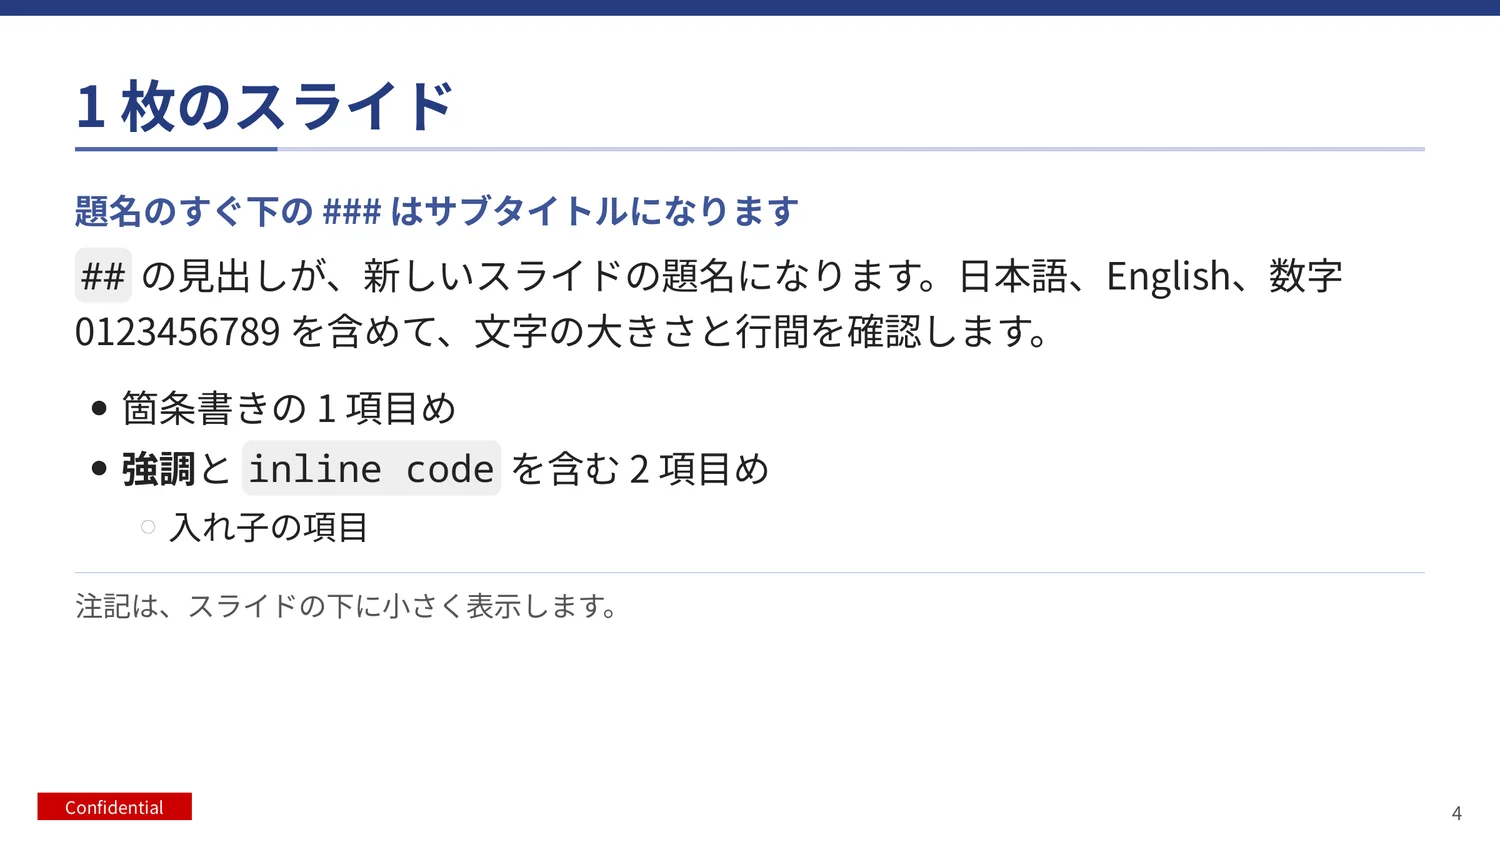 1 枚のスライド
題名のすぐ下の ### はサブタイトルになります
## の見出しが、新しいスライドの題名になります。日本語、English、数字
0123456789 を含めて、文字の大きさと行間を確認します。
● 箇条書きの 1 項目め
● 強調と inline code を含む 2 項目め
○ 入れ子の項目
注記は、スライドの下に小さく表示します。
Confidential
4